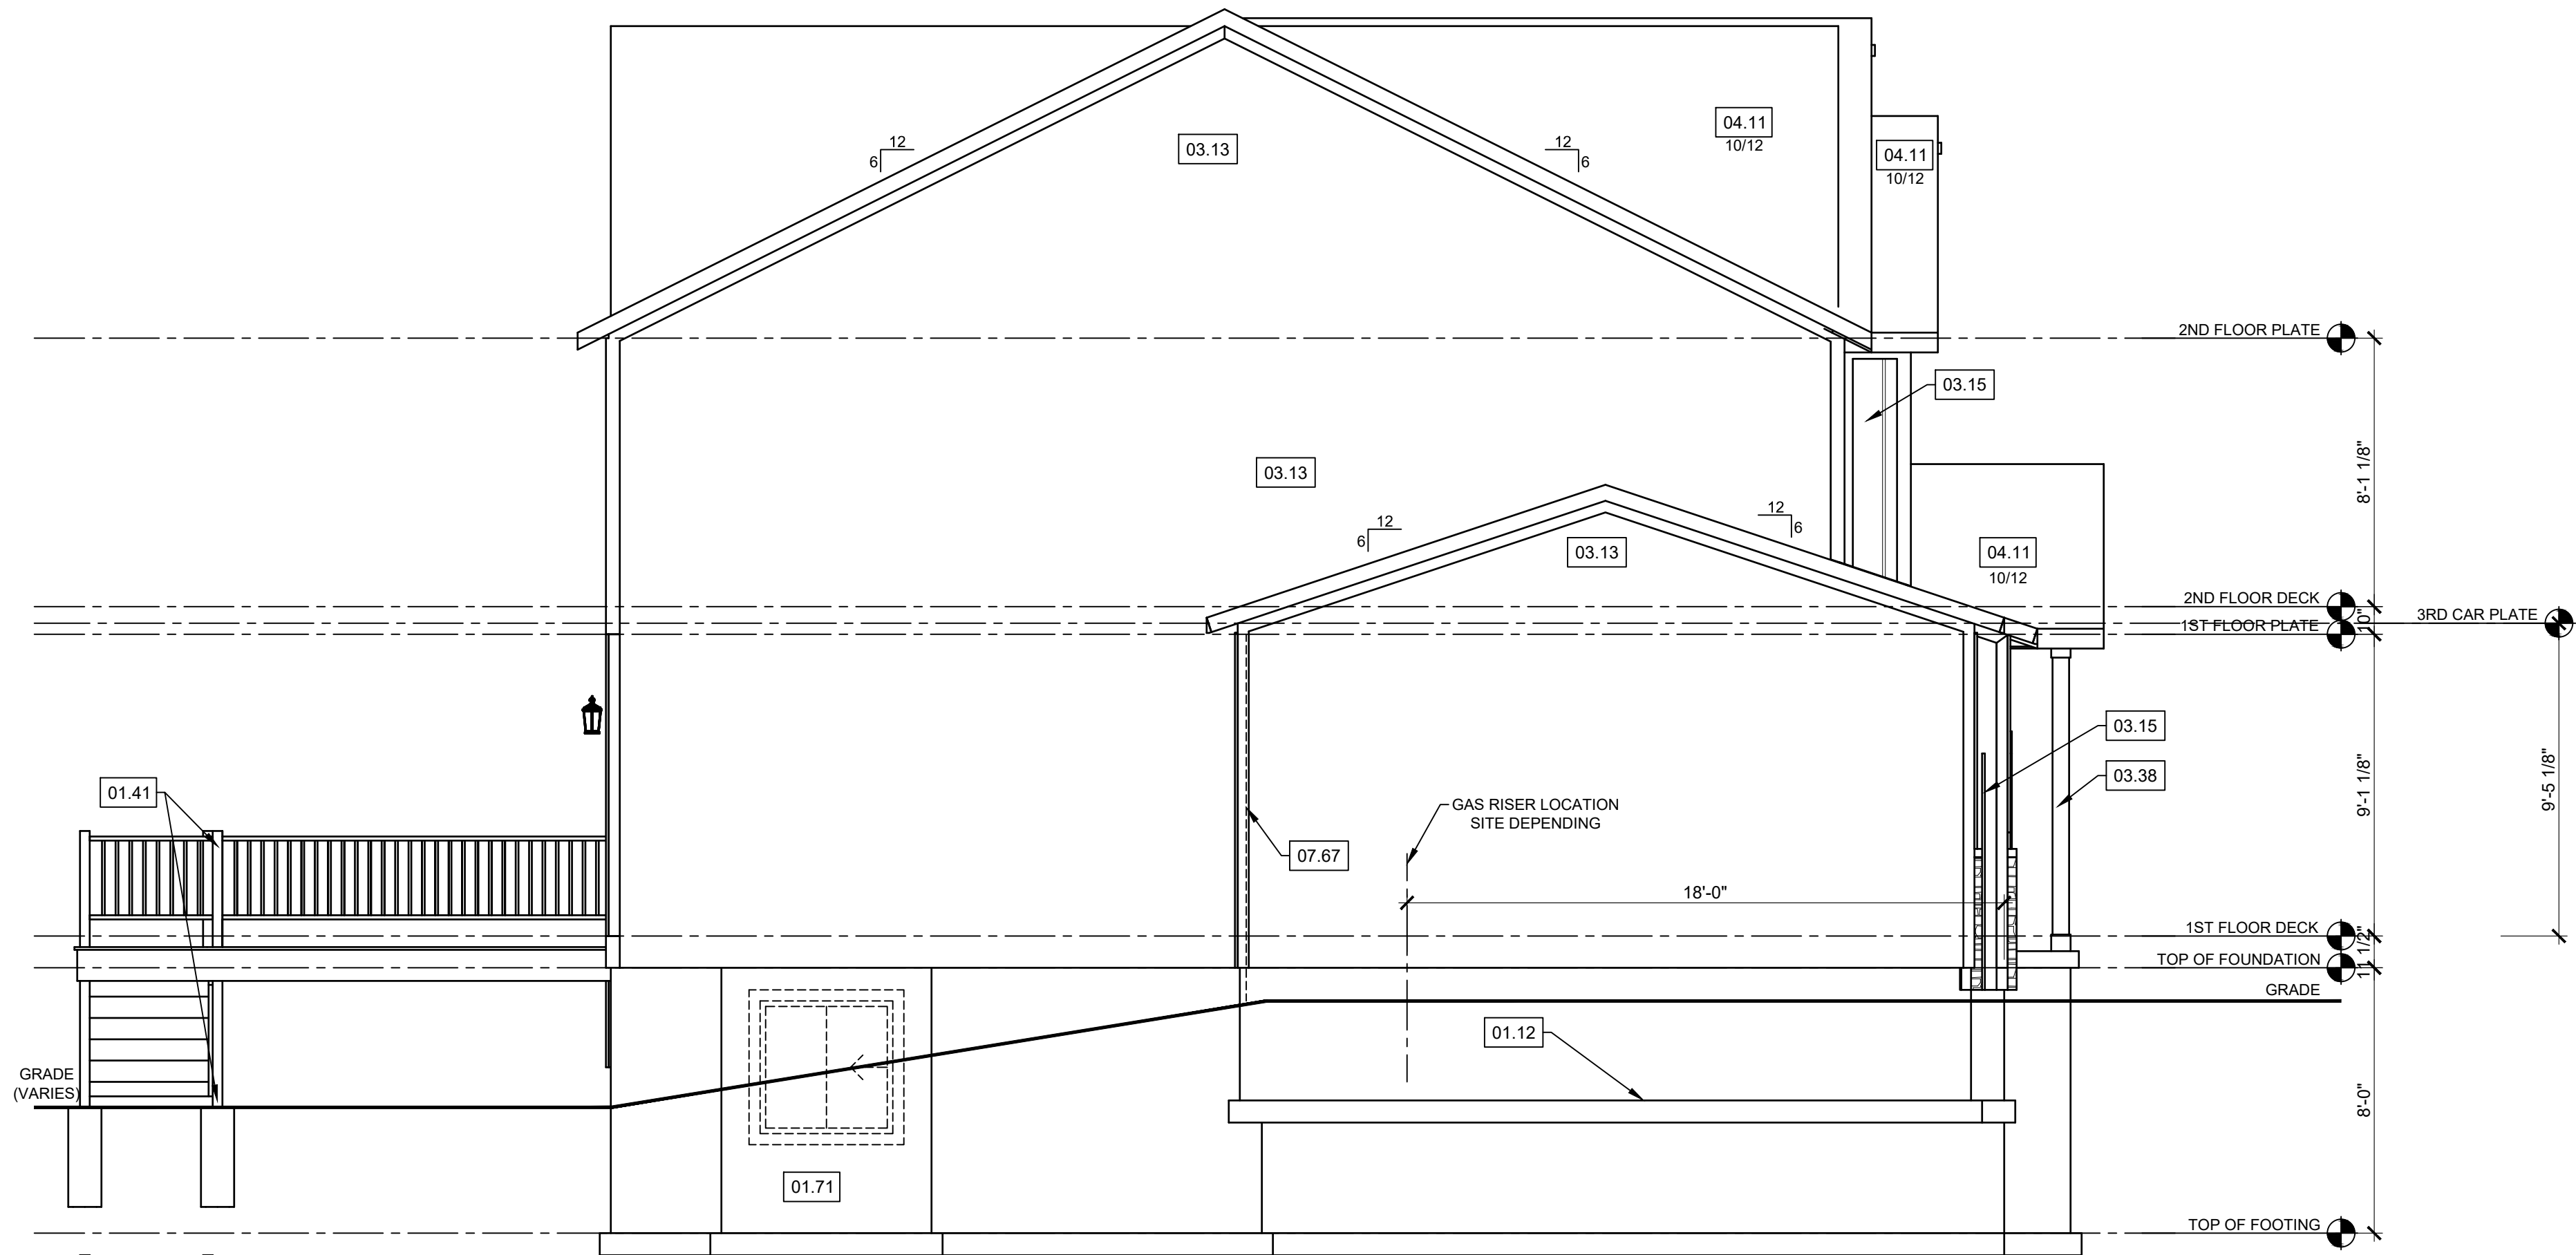 12
6
03.13
12
6
04.11
10/12
04.11
10/12
2ND FLOOR PLATE
03.15
8'-1 1/8"
03.13
12
6
12
6
03.13
04.11
10/12
2ND FLOOR DECK
10"
3RD CAR PLATE
1ST FLOOR PLATE
03.15
03.38
9'-1 1/8"
9'-5 1/8"
01.41
GAS RISER LOCATION
SITE DEPENDING
07.67
18'-0"
1ST FLOOR DECK
11 1/2"
TOP OF FOUNDATION
GRADE
01.12
GRADE
(VARIES)
8'-0"
01.71
TOP OF FOOTING